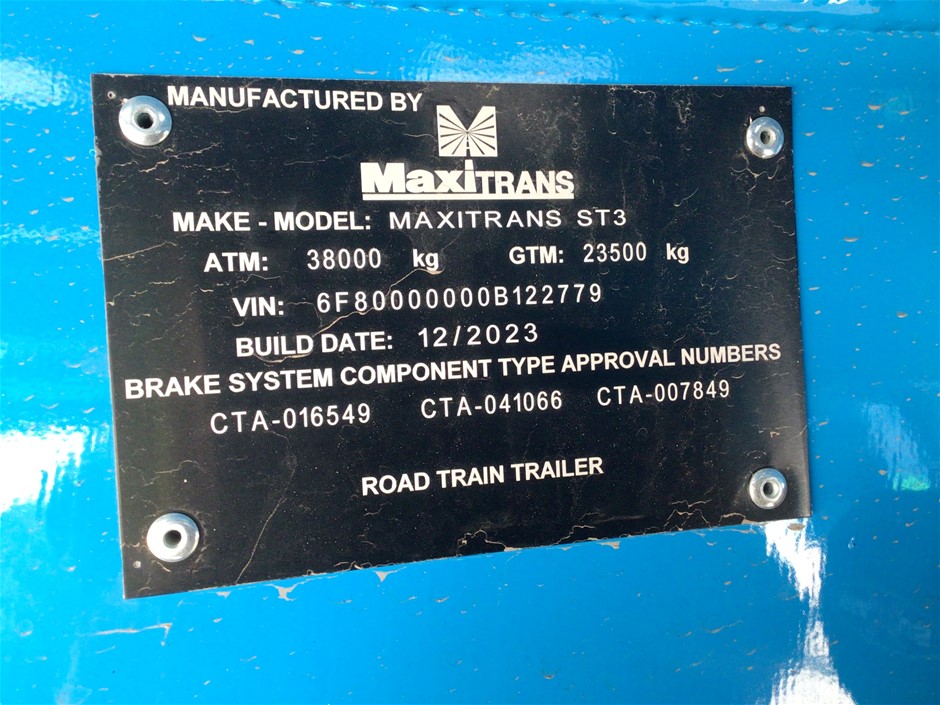 MANUFACTURED BY
MaxiTRANS
MAKE - MODEL: MAXITRANS ST3
ATM: 38000 kg GTM: 23500 kg
VIN: 6F80000000B122779
BUILD DATE: 12/2023
BRAKE SYSTEM COMPONENT TYPE APPROVAL NUMBERS
CTA-016549 CTA-041066 CTA-007849
ROAD TRAIN TRAILER